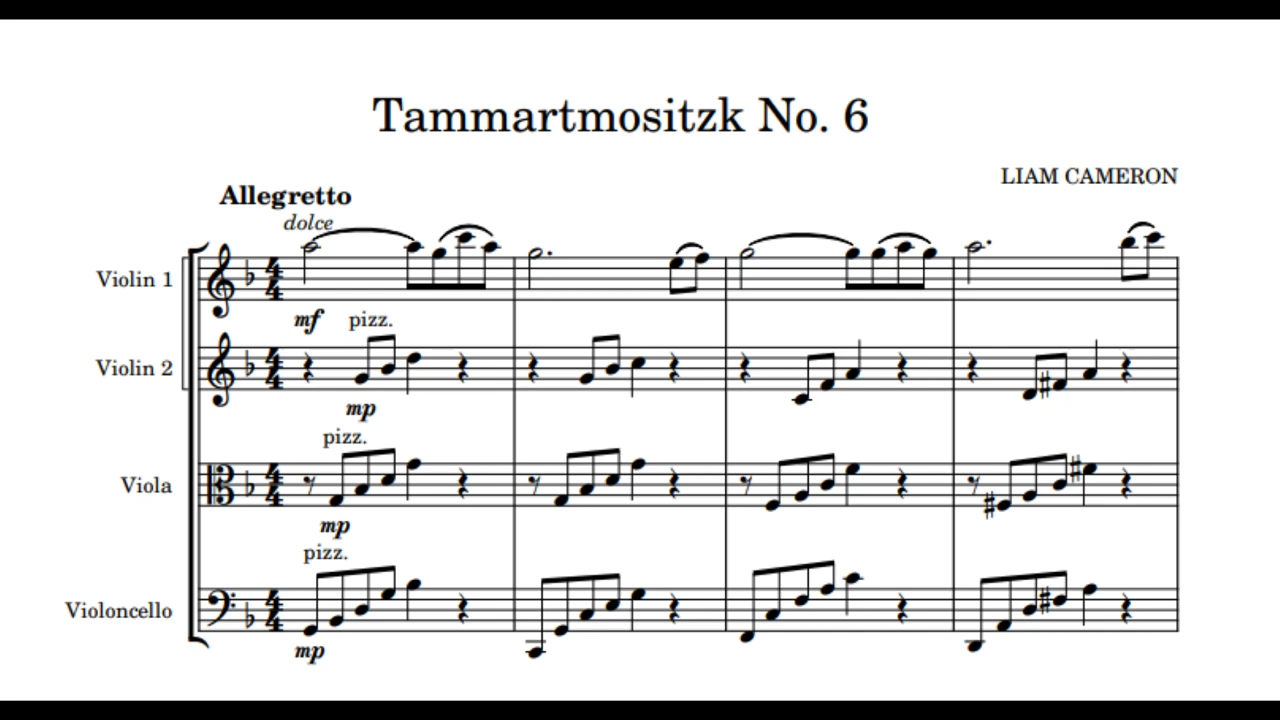 Tammartmositzk No. 6
LIAM CAMERON
Allegretto
dolce
Violin 1
mf pizz.
Violin 2
mp
pizz.
Viola
mp
pizz.
Violoncello
mp